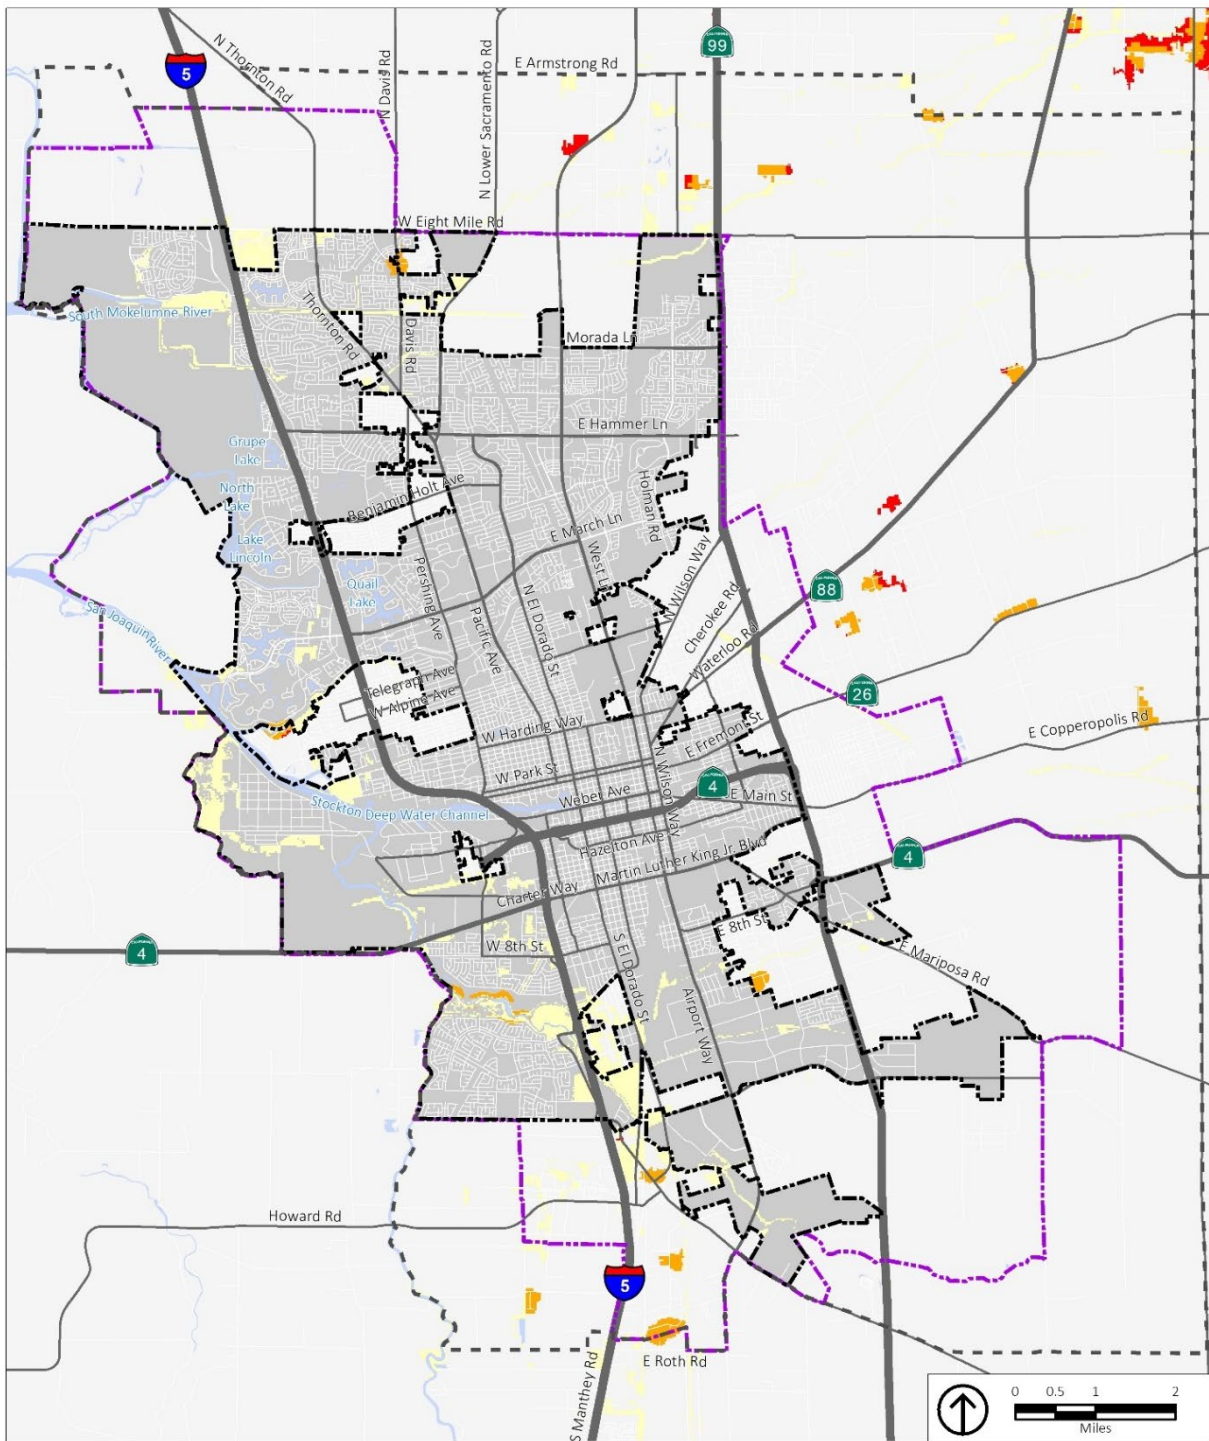 99
5
E Armstrong Rd
N Thornton Rd
N Davis Rd
N Lower Sacramento Rd
W Eight Mile Rd
South Mokelumne River
Thornton Rd
Davis Rd
Morada Ln
E Hammer Ln
Grupe
Lake
North
Lake
Lake
Lincoln
Quail
Lake
Benjamin Holt Ave
Holman Rd
E March Ln
West Ln
N Wilson Way
Cherokee Rd
Waterloo Rd
88
Pershing Ave
Pacific Ave
N El Dorado St
San Joaquin River
Telegraph Ave
W Alpine Ave
26
W Harding Way
E Fremont St
E Copperopolis Rd
W Park St
N Wilson Way
4
Weber Ave
E Main St
Stockton Deep Water Channel
Hazelton Ave
4
Martin Luther King Jr. Blvd
Charter Way
E 8th St
W 8th St
4
S El Dorado St
E Mariposa Rd
Airport Way
Howard Rd
5
E Roth Rd
S Manthey Rd
0 0.5 1 2
Miles